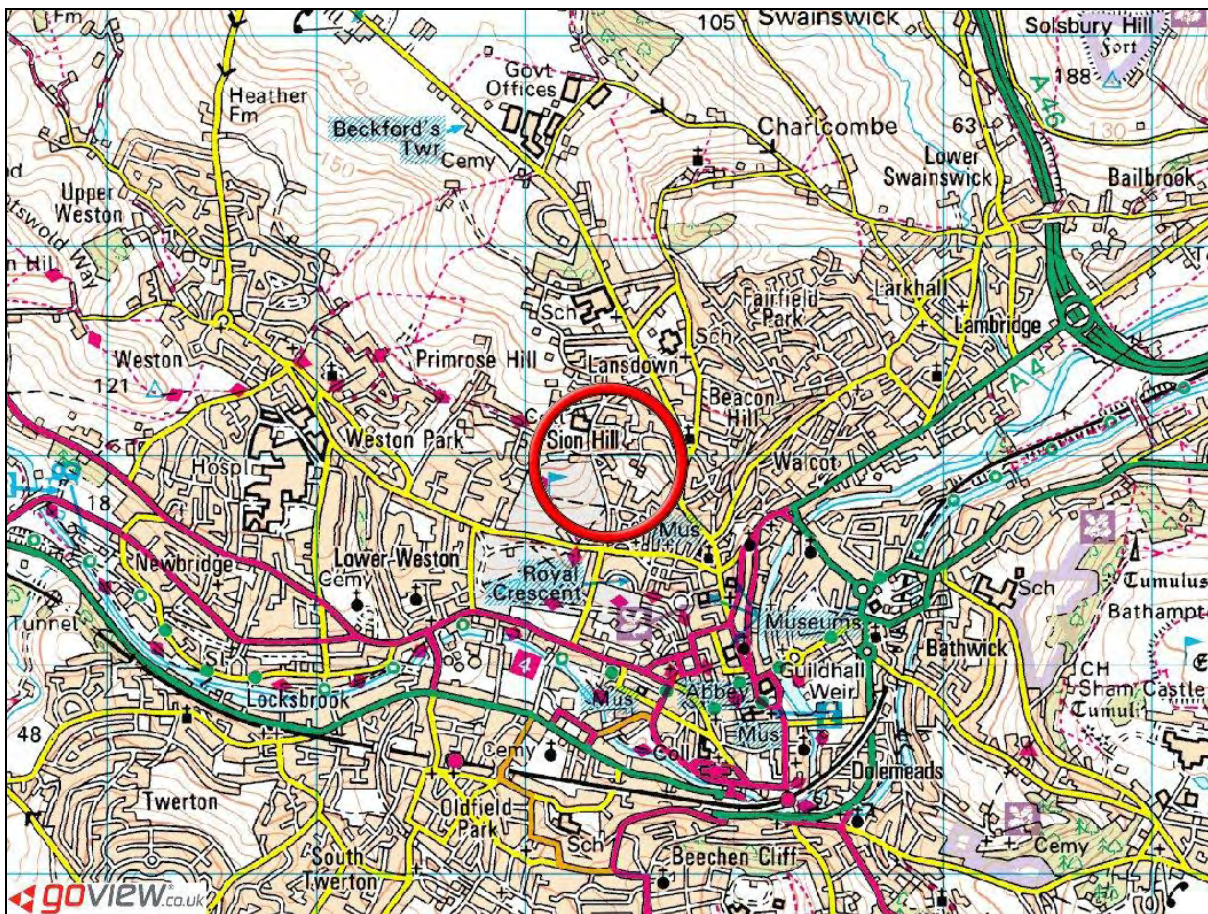 105
Swainswick
Solsbury Hill
Fort
188
Govt
Offices
Heather
Fm
220
A 46
Beckford's
Twr
Cemy
Charlcombe
63
130
150
Lower
Swainswick
Bailbrook
Upper
Weston
Way
n Hill
Sch
Fairfield
Park
Larkhall
Sch
Lambridge
Weston
121
Primrose Hill
Lansdown
A 4
Beacon
Hill
Weston Park
Sion Hill
Walcot
Hospl
18
Mus
Newbridge
Lower Weston
Cemy
Royal
Crescent
Sch
Tumulus
Bathampt
Tunnel
Museums
Bathwick
Stn
4
Guildhall
Weir
CH
Sham Castle
Tumuli
Locksbrook
Mus
Abbey
Mus
48
Cemy
Coll
Dolemeads
Twerton
Oldfield
Park
Sch
South
Twerton
Beechen Cliff
Cemy
goview.co.uk